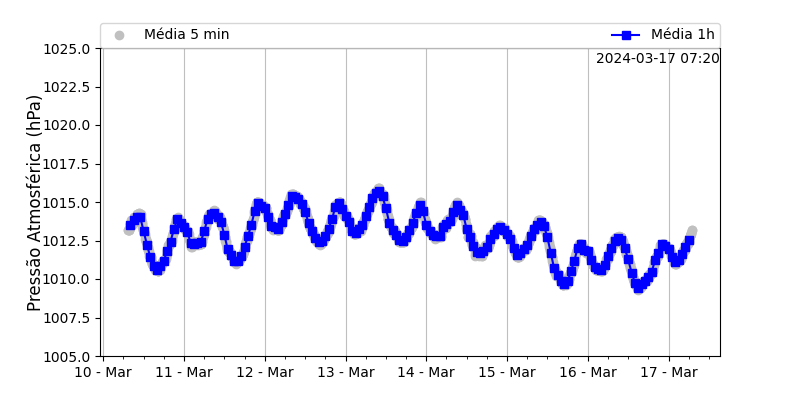 Média 5 min
Média 1h
2024-03-17 07:20
Pressão Atmosférica (hPa)
1025.0
1022.5
1020.0
1017.5
1015.0
1012.5
1010.0
1007.5
1005.0
10 - Mar
11 - Mar
12 - Mar
13 - Mar
14 - Mar
15 - Mar
16 - Mar
17 - Mar